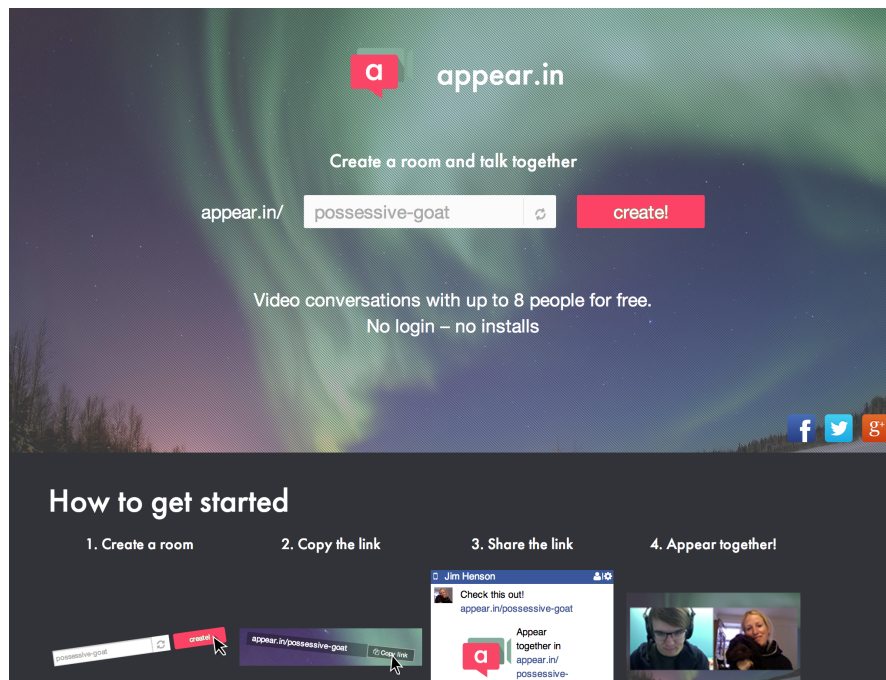 a
appear.in
Create a room and talk together
appear.in/
possessive-goat
create!
Video conversations with up to 8 people for free.
No login – no installs
f
g+
How to get started
1. Create a room
2. Copy the link
3. Share the link
4. Appear together!
possessive-goat
create!
appear.in/possessive-goat
Copy link
Jim Henson
Check this out!
appear.in/possessive-goat
a
Appear
together in
appear.in/
possessive-